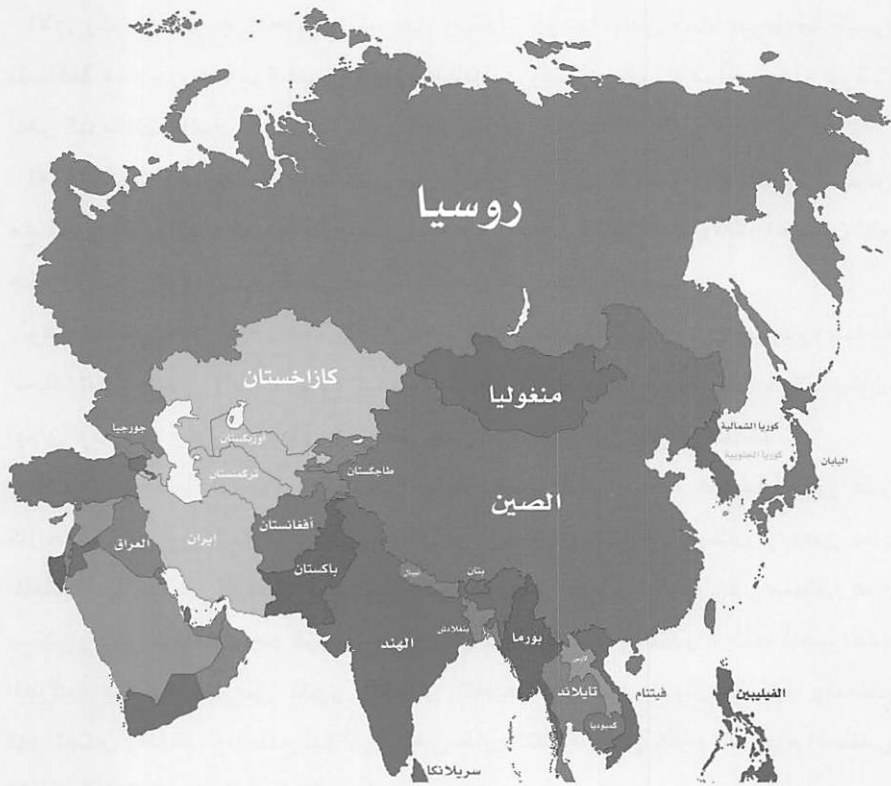 روسيا
كازاخستان
منغوليا
جورجيا
أوزبكستان
كوريا الشمالية
كوريا الجنوبية
اليابان
طاجكستان
تركمنستان
الصين
أفغانستان
إيران
العراق
باكستان
نيبال
بتان
بنغلادش
الهند
بورما
لاوس
تايلاند
فيتنام
الفيليبين
كمبوديا
سريلانكا